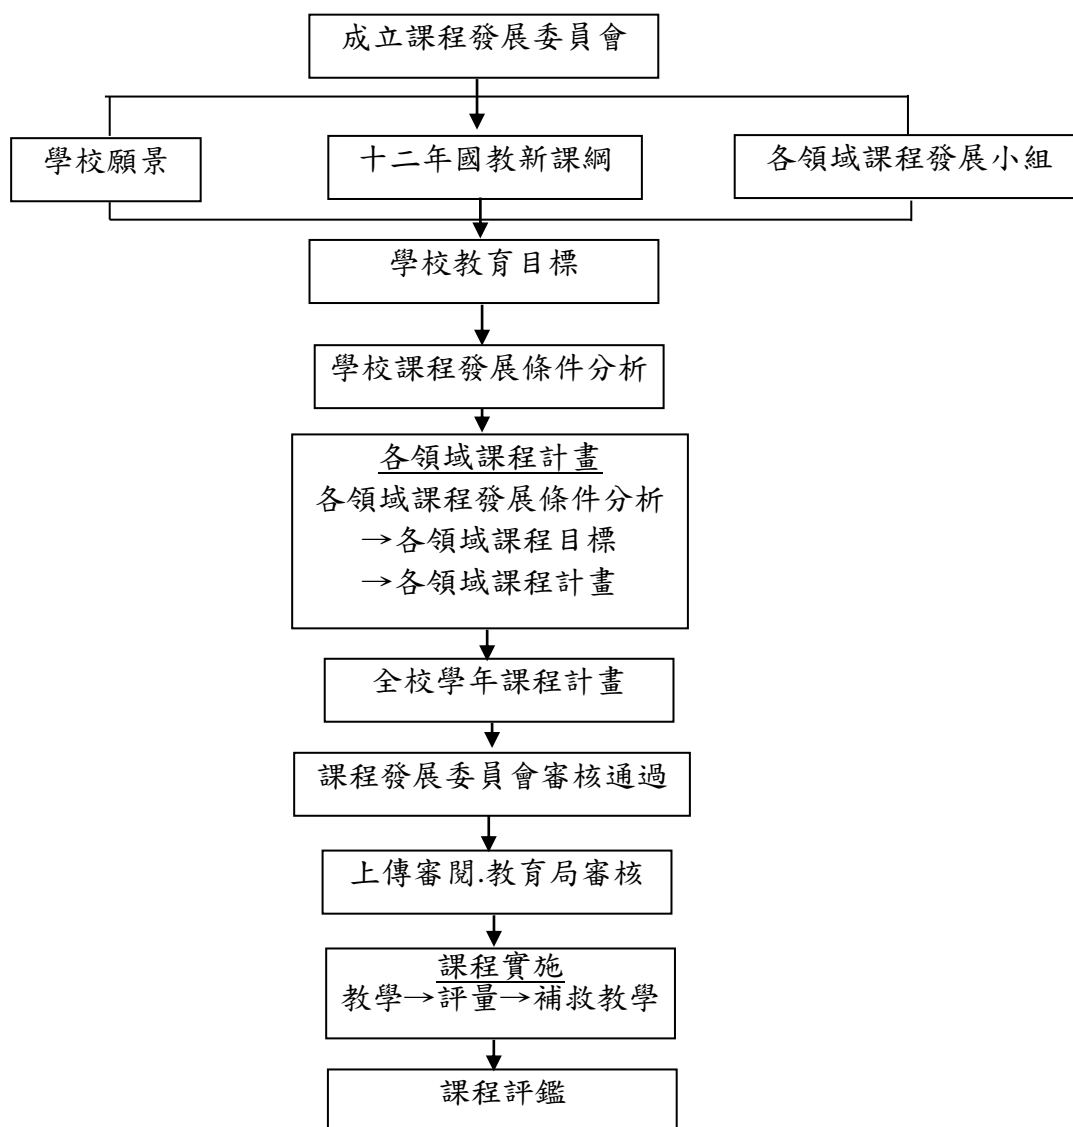 成立課程發展委員會
學校願景
十二年國教新課綱
各領域課程發展小組
學校教育目標
學校課程發展條件分析
各領域課程計畫
各領域課程發展條件分析
→各領域課程目標
→各領域課程計畫
全校學年課程計畫
課程發展委員會審核通過
上傳審閱.教育局審核
課程實施
教學→評量→補救教學
課程評鑑